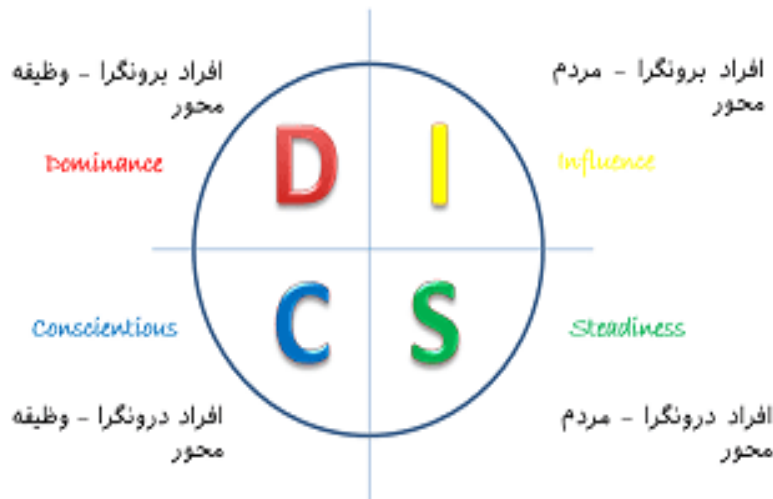 افراد برونگرا - وظیفه
محور
Dominance
D
I
افراد برونگرا - مردم
محور
Influence
Conscientious
C
S
Steadiness
افراد درونگرا - وظیفه
محور
افراد درونگرا - مردم
محور